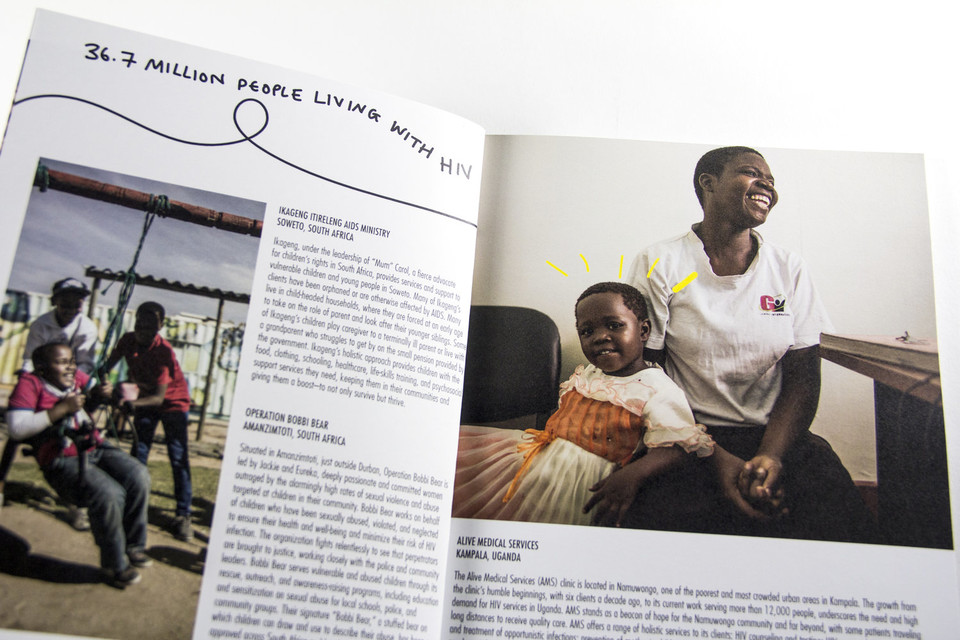 36.7 MILLION PEOPLE LIVING WITH HIV
IKAGENG ITIRELENG AIDS MINISTRY
SOWETO, SOUTH AFRICA
Ikageng, under the leadership of "Mum" Carol, a fierce advocate
for children's rights in South Africa, provides services and support to
vulnerable children and young people in Soweto. Many of Ikageng's
clients have been orphaned or are otherwise affected by AIDS. Many
live in child-headed households, where they are forced at an early age
to take on the role of parent and look after their younger siblings. Some
of Ikageng's children play caregiver to a terminally ill parent or live with
a grandparent who struggles to get by on the small pension provided by
the government. Ikageng's holistic approach provides children with the
food, clothing, schooling, healthcare, life-skills training, and psychosocial
support services they need, keeping them in their communities and
giving them a boost—to not only survive but thrive.
OPERATION BOBBI BEAR
AMANZIMTOTI, SOUTH AFRICA
Situated in Amanzimtoti, just outside Durban, Operation Bobbi Bear is
led by Jackie and Eureka, deeply passionate and committed women
outraged by the alarmingly high rates of sexual violence and abuse
targeted at children in their community. Bobbi Bear works on behalf
of children who have been sexually abused, violated, and neglected
to ensure their health and well-being and minimize their risk of HIV
infection. The organization fights relentlessly to see that perpetrators
are brought to justice, working closely with the police and community
leaders. Bobbi Bear serves vulnerable and abused children through its
rescue, outreach, and awareness-raising programs, including education
and sensitization on sexual abuse for local schools, police, and
community groups. Their signature "Bobbi Bear," a stuffed bear on
which children can draw and use to describe their abuse, has been
approved across South
ALIVE MEDICAL SERVICES
KAMPALA, UGANDA
The Alive Medical Services (AMS) clinic is located in Namuwongo, one of the poorest and most crowded urban areas in Kampala. The growth from
the clinic's humble beginnings, with six clients a decade ago, to its current work serving more than 12,000 people, underscores the need and high
demand for HIV services in Uganda. AMS stands as a beacon of hope for the Namuwongo community and far beyond, with some patients
long distances to receive quality care. AMS offers a range of holistic services to its clients: HIV counseling and
and treatment of opportunistic infections; prevention of